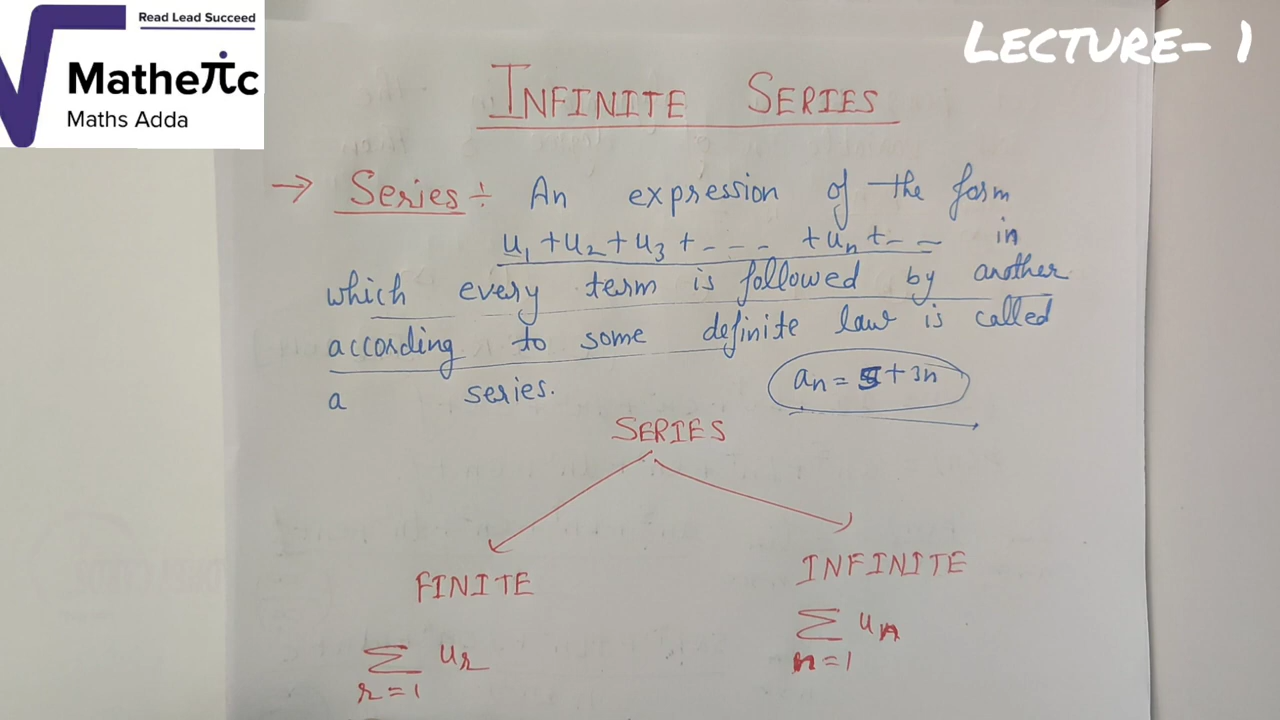 Read Lead Succeed
Matheπc
Maths Adda
LECTURE- 1
INFINITE SERIES
→ Series ÷ An expression of the form
u₁ + u₂ + u₃ + - - - - + uₙ + - - in
which every term is followed by another
according to some definite law is called
a series.
aₙ = 5 + 3n
SERIES
FINITE
INFINITE
∑ uᵣ
r = 1
∑ uₙ
n = 1